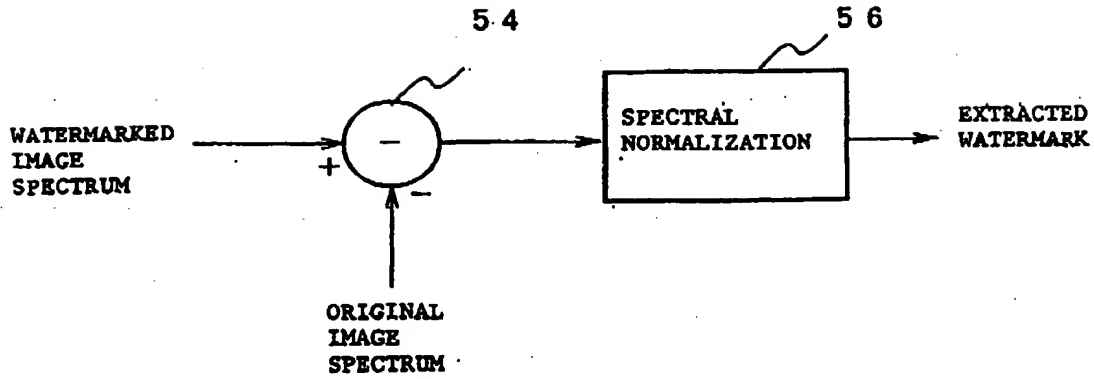 54
56
WATERMARKED
IMAGE
SPECTRUM
+
-
-
ORIGINAL
IMAGE
SPECTRUM
SPECTRAL
NORMALIZATION
EXTRACTED
WATERMARK